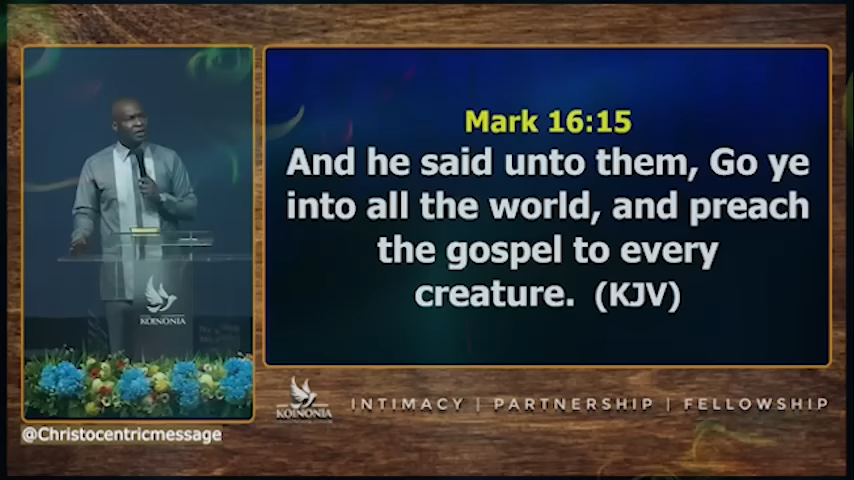 Mark 16:15
And he said unto them, Go ye
into all the world, and preach
the gospel to every
creature. (KJV)
KOINONIA
KOINONIA
INTIMACY | PARTNERSHIP | FELLOWSHIP
@Christocentricmessage